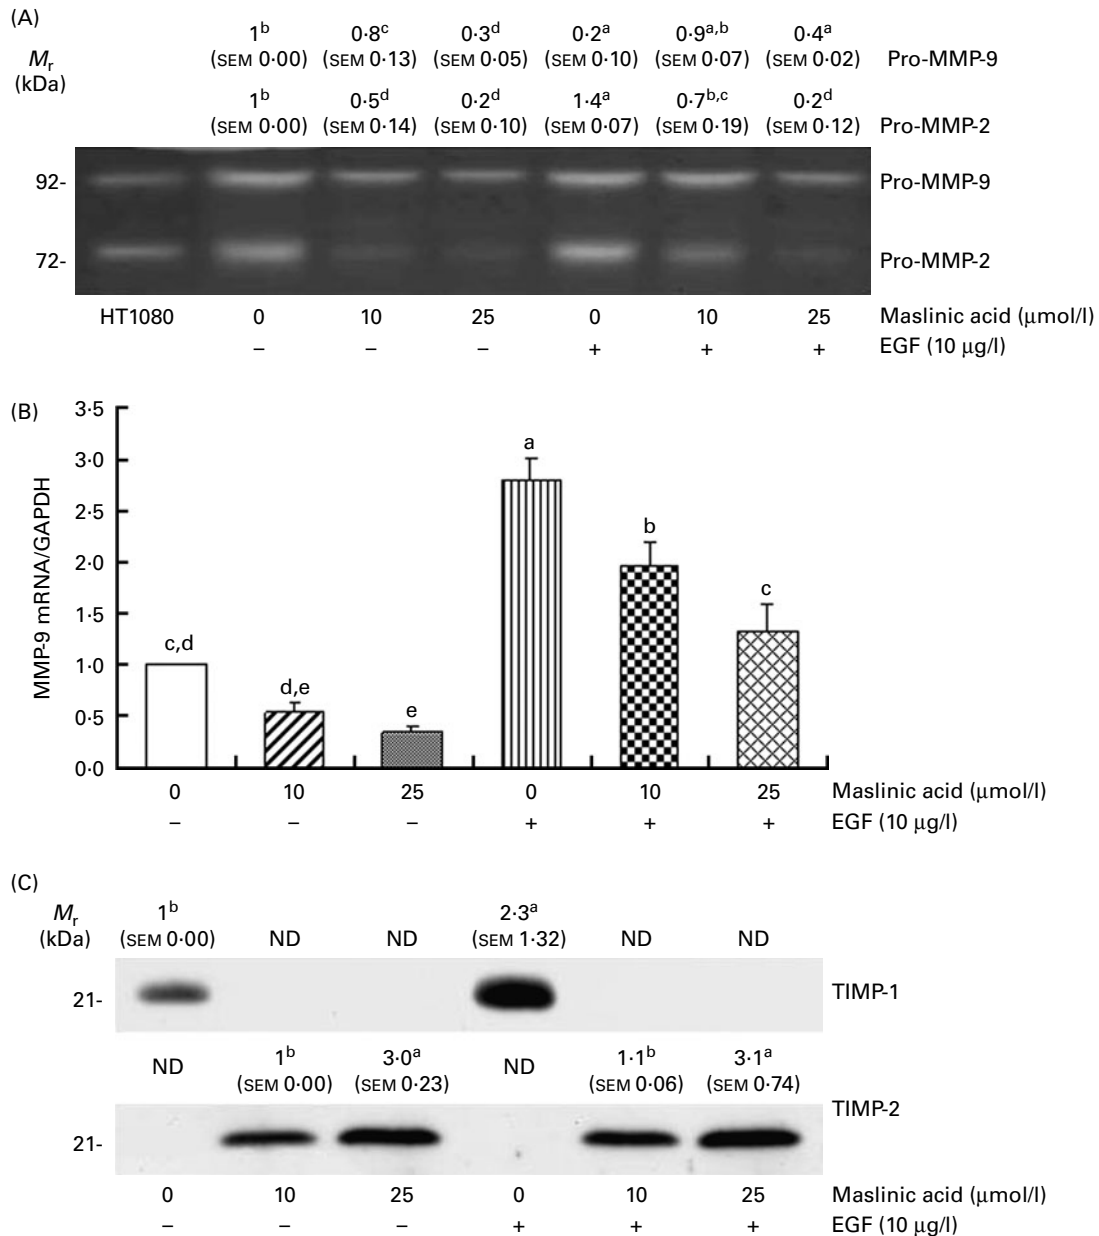 (A)
1ᵇ 0·8ᶜ 0·3ᵈ 0·2ᵃ 0·9ᵃ,ᵇ 0·4ᵃ
Mr (SEM 0·00) (SEM 0·13) (SEM 0·05) (SEM 0·10) (SEM 0·07) (SEM 0·02) Pro-MMP-9
(kDa)
1ᵇ 0·5ᵈ 0·2ᵈ 1·4ᵃ 0·7ᵇ,ᶜ 0·2ᵈ
(SEM 0·00) (SEM 0·14) (SEM 0·10) (SEM 0·07) (SEM 0·19) (SEM 0·12) Pro-MMP-2
92- Pro-MMP-9
72- Pro-MMP-2
HT1080 0 10 25 0 10 25 Maslinic acid (μmol/l)
– – – + + + EGF (10 μg/l)
(B)
MMP-9 mRNA/GAPDH
3·5
3·0
2·5
2·0
1·5
1·0
0·5
0·0
c,d d,e e a b c
0 10 25 0 10 25 Maslinic acid (μmol/l)
– – – + + + EGF (10 μg/l)
(C)
Mr 1ᵇ 2·3ᵃ
(kDa) (SEM 0·00) ND ND (SEM 1·32) ND ND
21- TIMP-1
ND 1ᵇ 3·0ᵃ ND 1·1ᵇ 3·1ᵃ
(SEM 0·00) (SEM 0·23) (SEM 0·06) (SEM 0·74)
TIMP-2
21-
0 10 25 0 10 25 Maslinic acid (μmol/l)
– – – + + + EGF (10 μg/l)